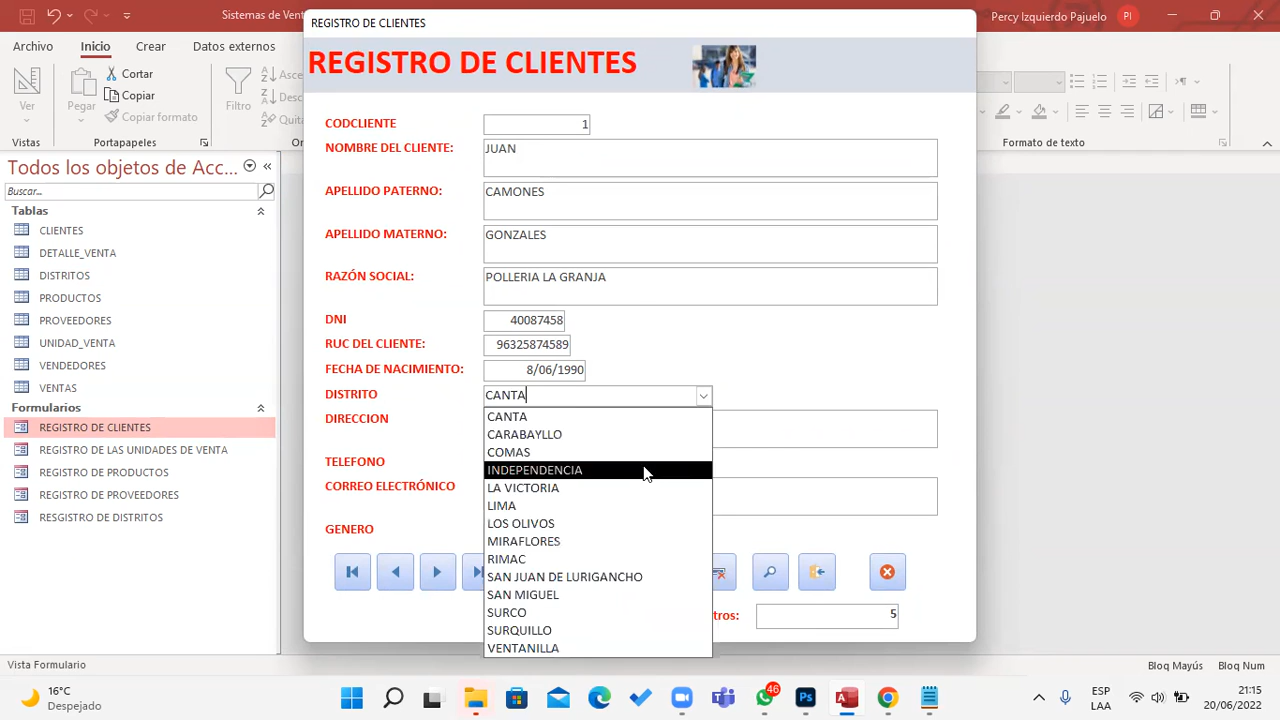 Sistemas de Vent
REGISTRO DE CLIENTES
Percy Izquierdo Pajuelo
PI
Archivo
Inicio
Crear
Datos externos
Ver
Pegar
Cortar
Copiar
Copiar formato
Filtro
Asce
Desc
Quita
Vistas
Portapapeles
Or
Formato de texto
REGISTRO DE CLIENTES
Todos los objetos de Acc...
Buscar...
Tablas
CLIENTES
DETALLE_VENTA
DISTRITOS
PRODUCTOS
PROVEEDORES
UNIDAD_VENTA
VENDEDORES
VENTAS
Formularios
REGISTRO DE CLIENTES
REGISTRO DE LAS UNIDADES DE VENTA
REGISTRO DE PRODUCTOS
REGISTRO DE PROVEEDORES
RESGISTRO DE DISTRITOS
CODCLIENTE 1
NOMBRE DEL CLIENTE: JUAN
APELLIDO PATERNO: CAMONES
APELLIDO MATERNO: GONZALES
RAZÓN SOCIAL: POLLERIA LA GRANJA
DNI 40087458
RUC DEL CLIENTE: 96325874589
FECHA DE NACIMIENTO: 8/06/1990
DISTRITO CANTA
DIRECCION
TELEFONO
CORREO ELECTRÓNICO
GENERO
CANTA
CARABAYLLO
COMAS
INDEPENDENCIA
LA VICTORIA
LIMA
LOS OLIVOS
MIRAFLORES
RIMAC
SAN JUAN DE LURIGANCHO
SAN MIGUEL
SURCO
SURQUILLO
VENTANILLA
tros: 5
Vista Formulario
Bloq Mayús
Bloq Num
16°C
Despejado
46
ESP
LAA
21:15
20/06/2022